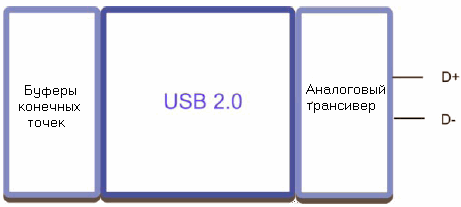 Буферы
конечных
точек
USB 2.0
Аналоговый
трансивер
D+
D-